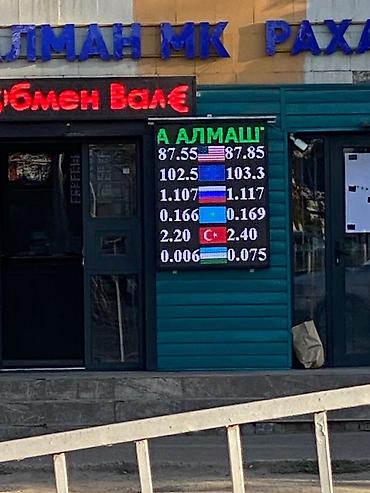 АЛМАН МК РАХА
Обмен Вал€
А АЛМАШ
87.55 87.85
102.5 103.3
1.107 1.117
0.166 0.169
2.20 2.40
0.006 0.075